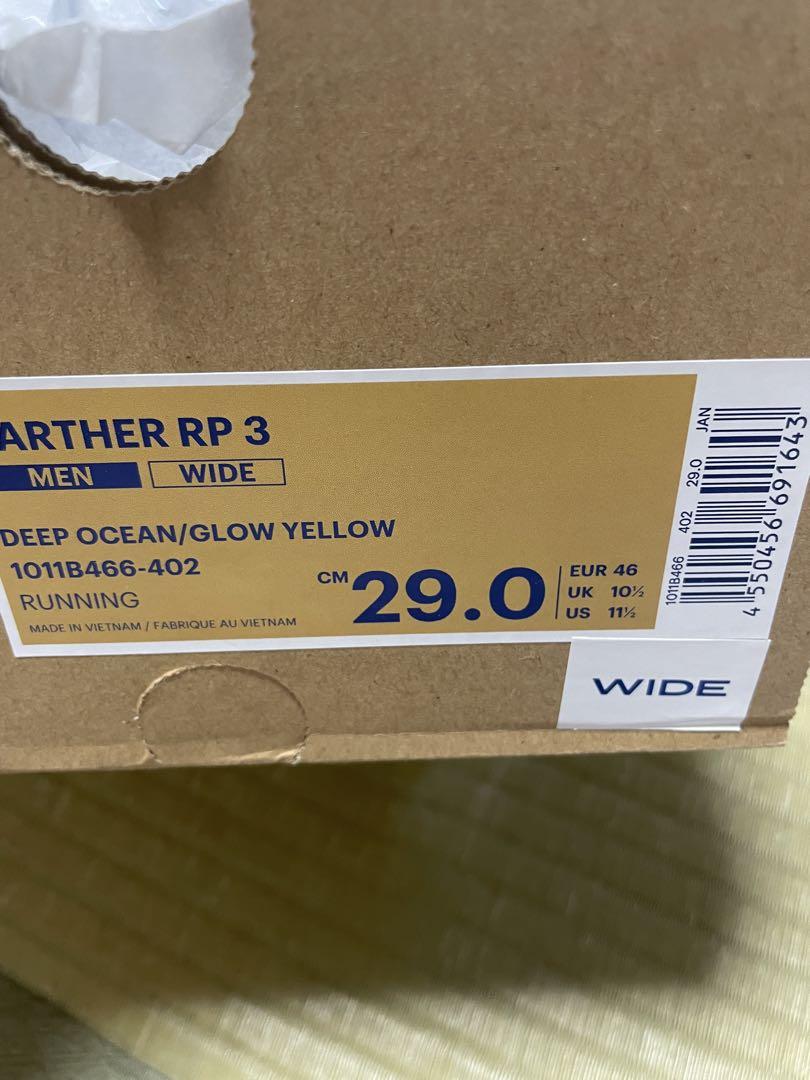 ARTHER RP 3
MEN WIDE
DEEP OCEAN/GLOW YELLOW
1011B466-402
RUNNING
MADE IN VIETNAM / FABRIQUE AU VIETNAM
CM 29.0
EUR 46
UK 10½
US 11½
1011B466 402 29.0 JAN
4 550456 691643
WIDE